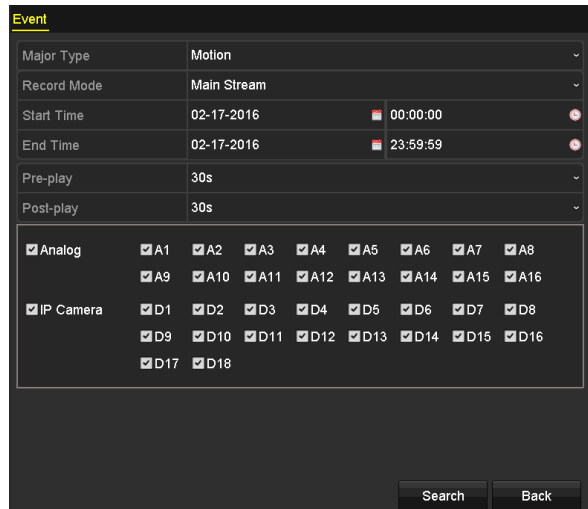 Event
Major Type Motion
Record Mode Main Stream
Start Time 02-17-2016 00:00:00
End Time 02-17-2016 23:59:59
Pre-play 30s
Post-play 30s
Analog A1 A2 A3 A4 A5 A6 A7 A8
A9 A10 A11 A12 A13 A14 A15 A16
IP Camera D1 D2 D3 D4 D5 D6 D7 D8
D9 D10 D11 D12 D13 D14 D15 D16
D17 D18
Search Back